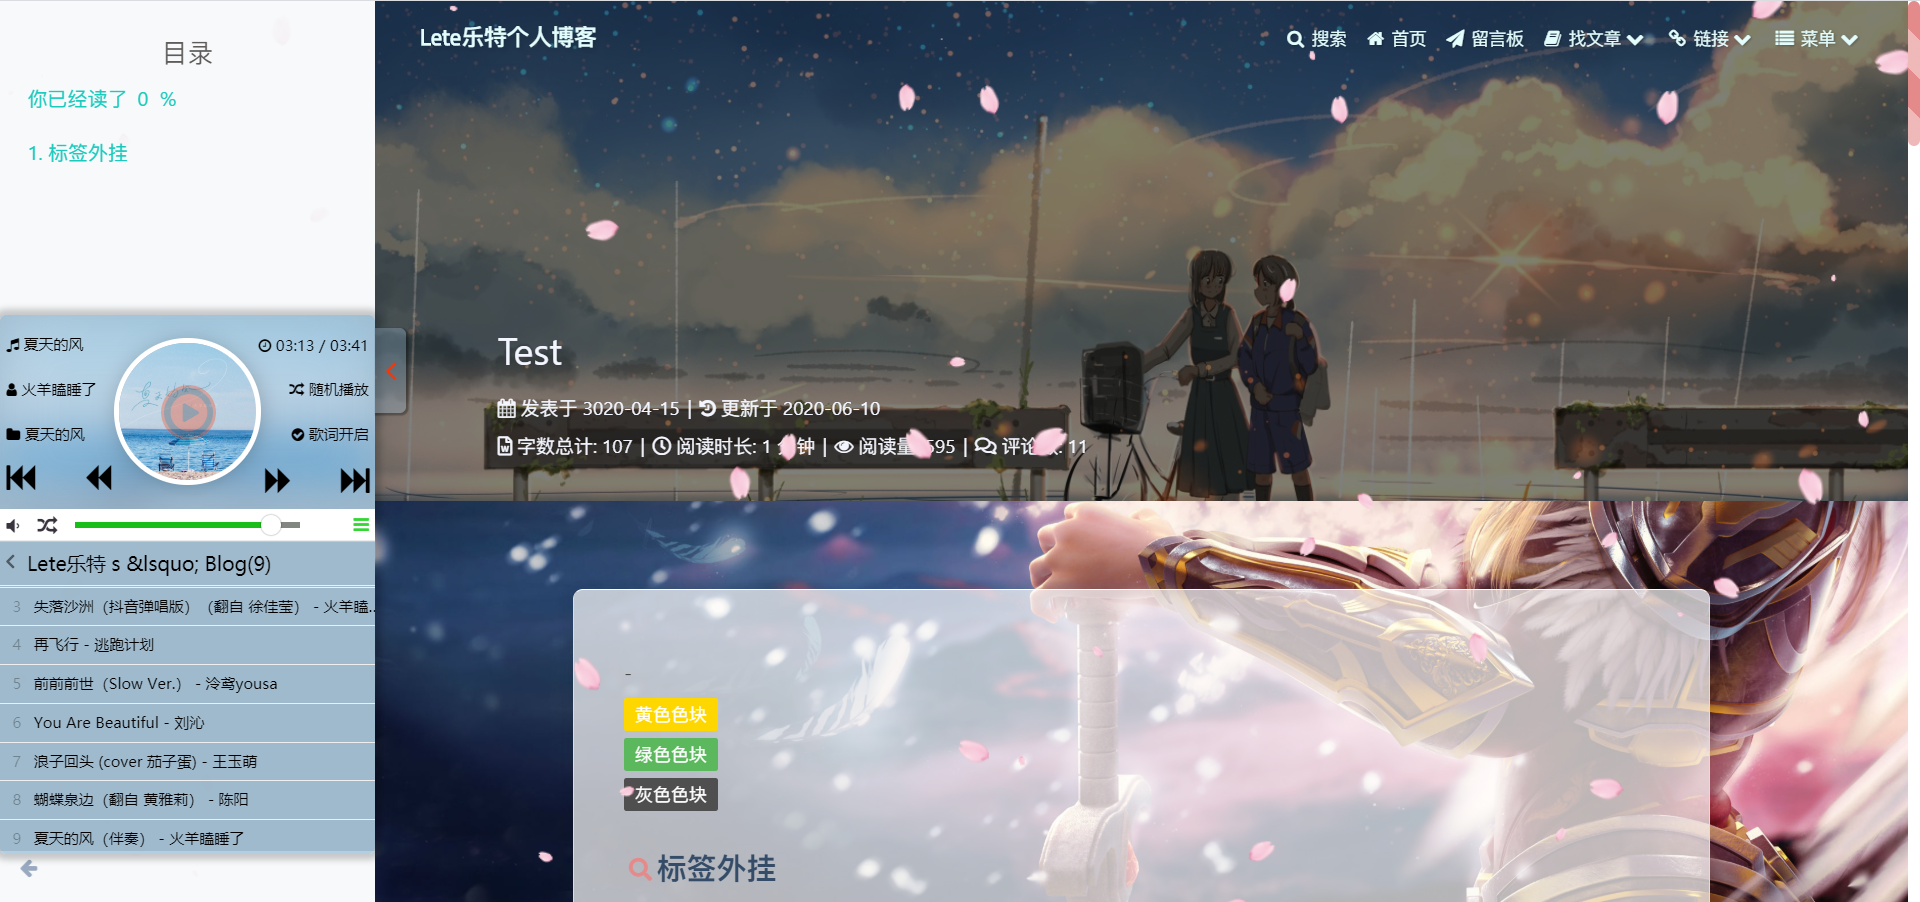 目录
你已经读了 0 %
1. 标签外挂
夏天的风
03:13 / 03:41
火羊瞌睡了
随机播放
夏天的风
歌词开启
Lete乐特 s &lsquo; Blog(9)
3 失落沙洲（抖音弹唱版）（翻自 徐佳莹） - 火羊瞌...
4 再飞行 - 逃跑计划
5 前前前世（Slow Ver.） - 泠鸢yousa
6 You Are Beautiful - 刘沁
7 浪子回头 (cover 茄子蛋) - 王玉萌
8 蝴蝶泉边（翻自 黄雅莉） - 陈阳
9 夏天的风（伴奏） - 火羊瞌睡了
Lete乐特个人博客
搜索 首页 留言板 找文章 链接 菜单
Test
发表于 3020-04-15 | 更新于 2020-06-10
字数总计: 107 | 阅读时长: 1 分钟 | 阅读量: 595 | 评论数: 11
-
黄色色块
绿色色块
灰色色块
标签外挂